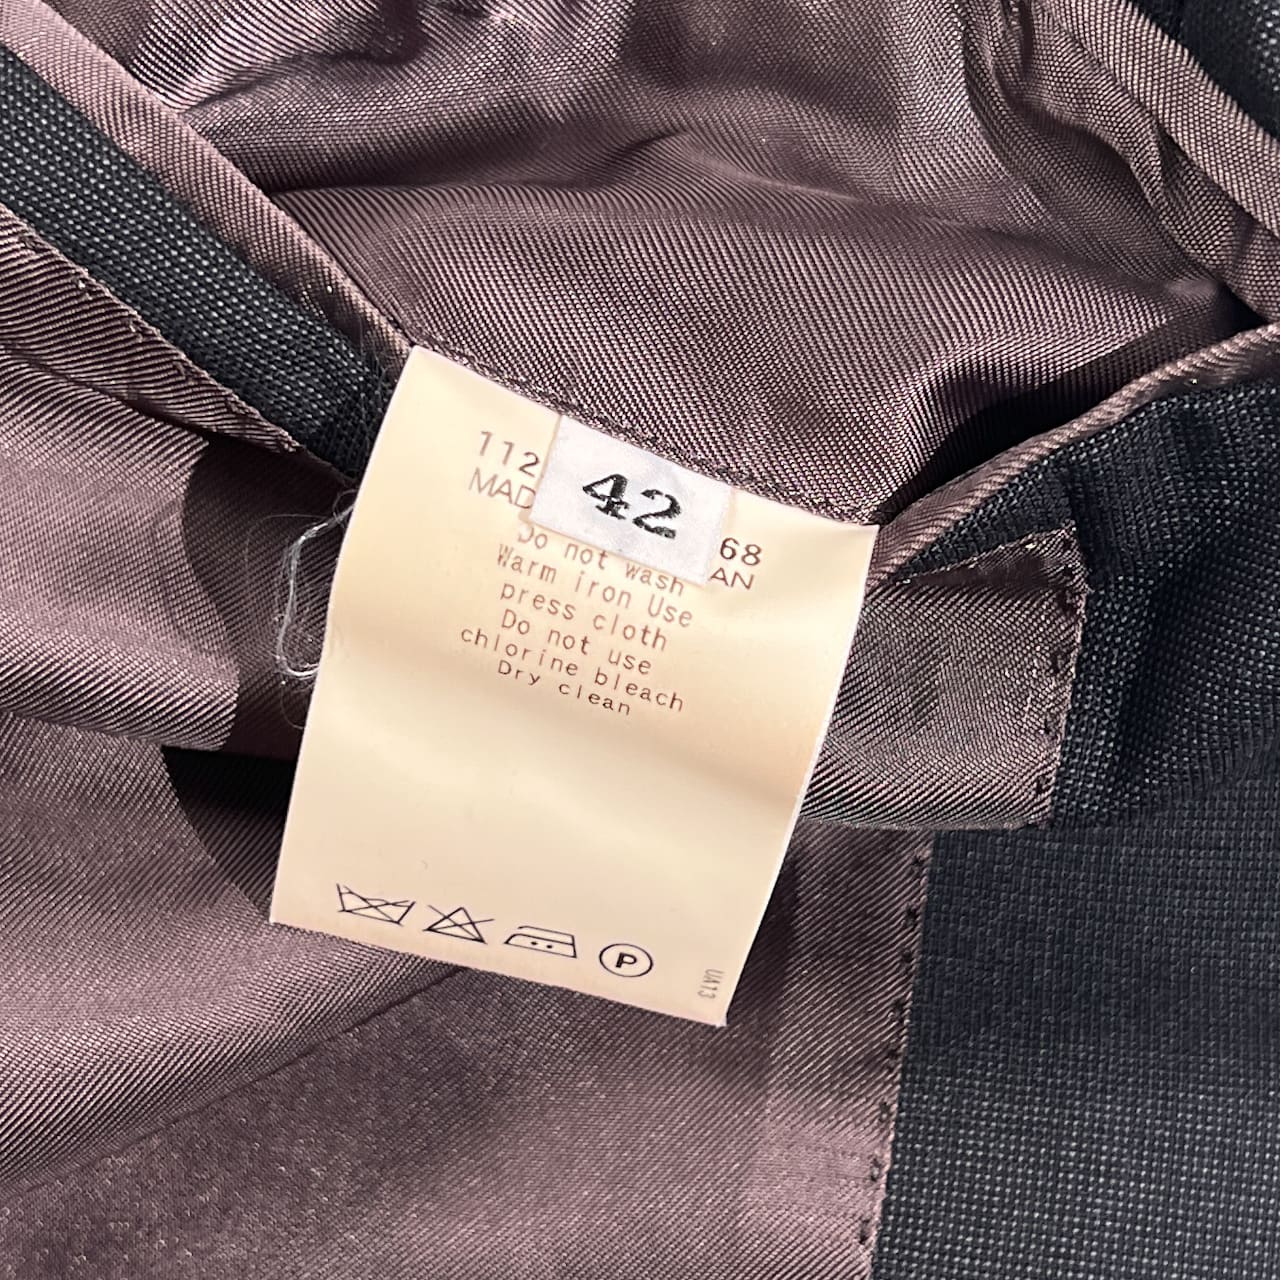 112 68
MAD AN
42
Do not wash
Warm iron Use
press cloth
Do not use
chlorine bleach
Dry clean
P
UA13